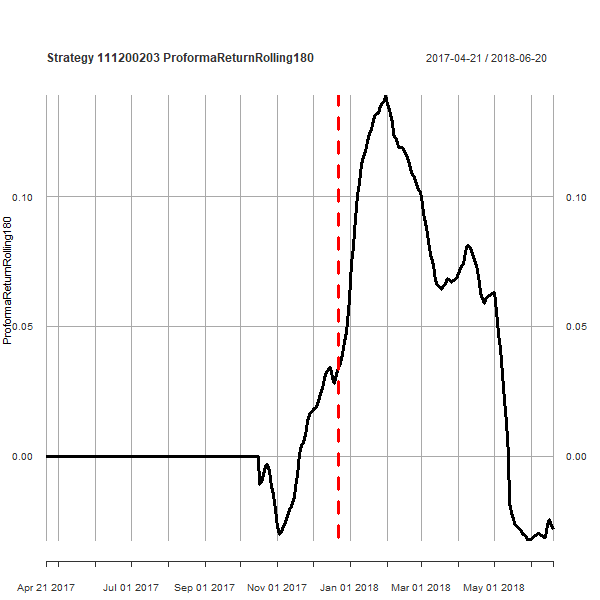 Strategy 111200203 ProformaReturnRolling180
2017-04-21 / 2018-06-20
ProformaReturnRolling180
0.10
0.05
0.00
0.10
0.05
0.00
Apr 21 2017
Jul 01 2017
Sep 01 2017
Nov 01 2017
Jan 01 2018
Mar 01 2018
May 01 2018